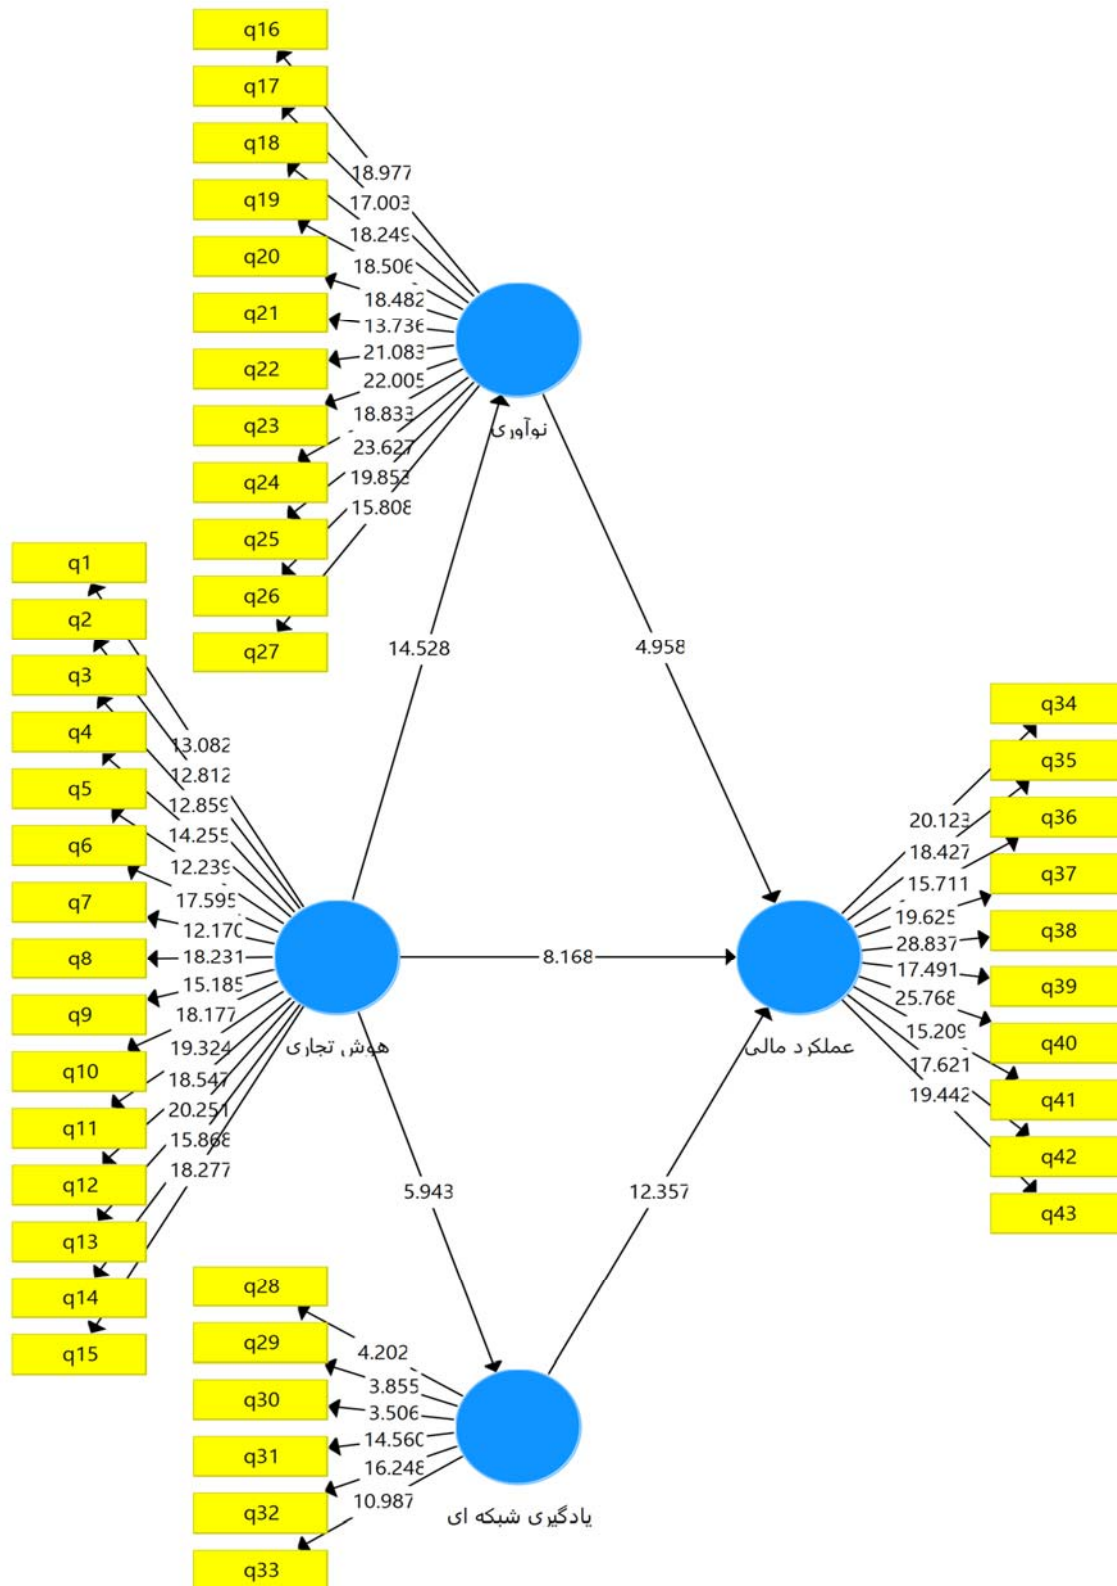 q16
q17
q18
q19
q20
q21
q22
q23
q24
q25
q26
q27
18.977
17.003
18.249
18.506
18.482
13.736
21.083
22.005
18.833
23.627
19.853
15.808
نوآوری
q1
q2
q3
q4
q5
q6
q7
q8
q9
q10
q11
q12
q13
q14
q15
13.082
12.812
12.859
14.255
12.239
17.595
12.170
18.231
15.185
18.177
19.324
18.547
20.251
15.868
18.277
هوش تجاری
14.528
4.958
8.168
5.943
12.357
q34
q35
q36
q37
q38
q39
q40
q41
q42
q43
20.123
18.427
15.711
19.625
28.837
17.491
25.768
15.209
17.621
19.442
عملکرد مالی
q28
q29
q30
q31
q32
q33
4.202
3.855
3.506
14.560
16.248
10.987
یادگیری شبکه ای